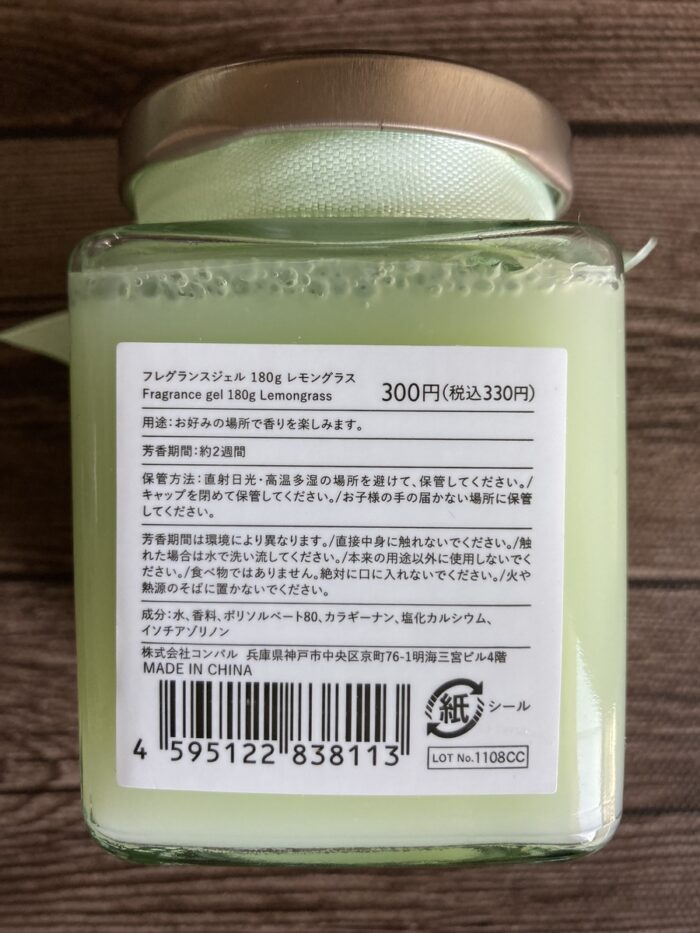 フレグランスジェル 180g レモングラス
Fragrance gel 180g Lemongrass
300円(税込330円)
用途：お好みの場所で香りを楽しみます。
芳香期間：約2週間
保管方法：直射日光・高温多湿の場所を避けて、保管してください。/
キャップを閉めて保管してください。/お子様の手の届かない場所に保管
してください。
芳香期間は環境により異なります。/直接中身に触れないでください。/触
れた場合は水で洗い流してください。/本来の用途以外に使用しないでく
ださい。/食べ物ではありません。絶対に口に入れないでください。/火や
熱源のそばに置かないでください。
成分：水、香料、ポリソルベート80、カラギーナン、塩化カルシウム、
イソチアゾリノン
株式会社コンパル 兵庫県神戸市中央区京町76-1明海三宮ビル4階
MADE IN CHINA
紙 シール
4 595122 838113
LOT No.1108CC